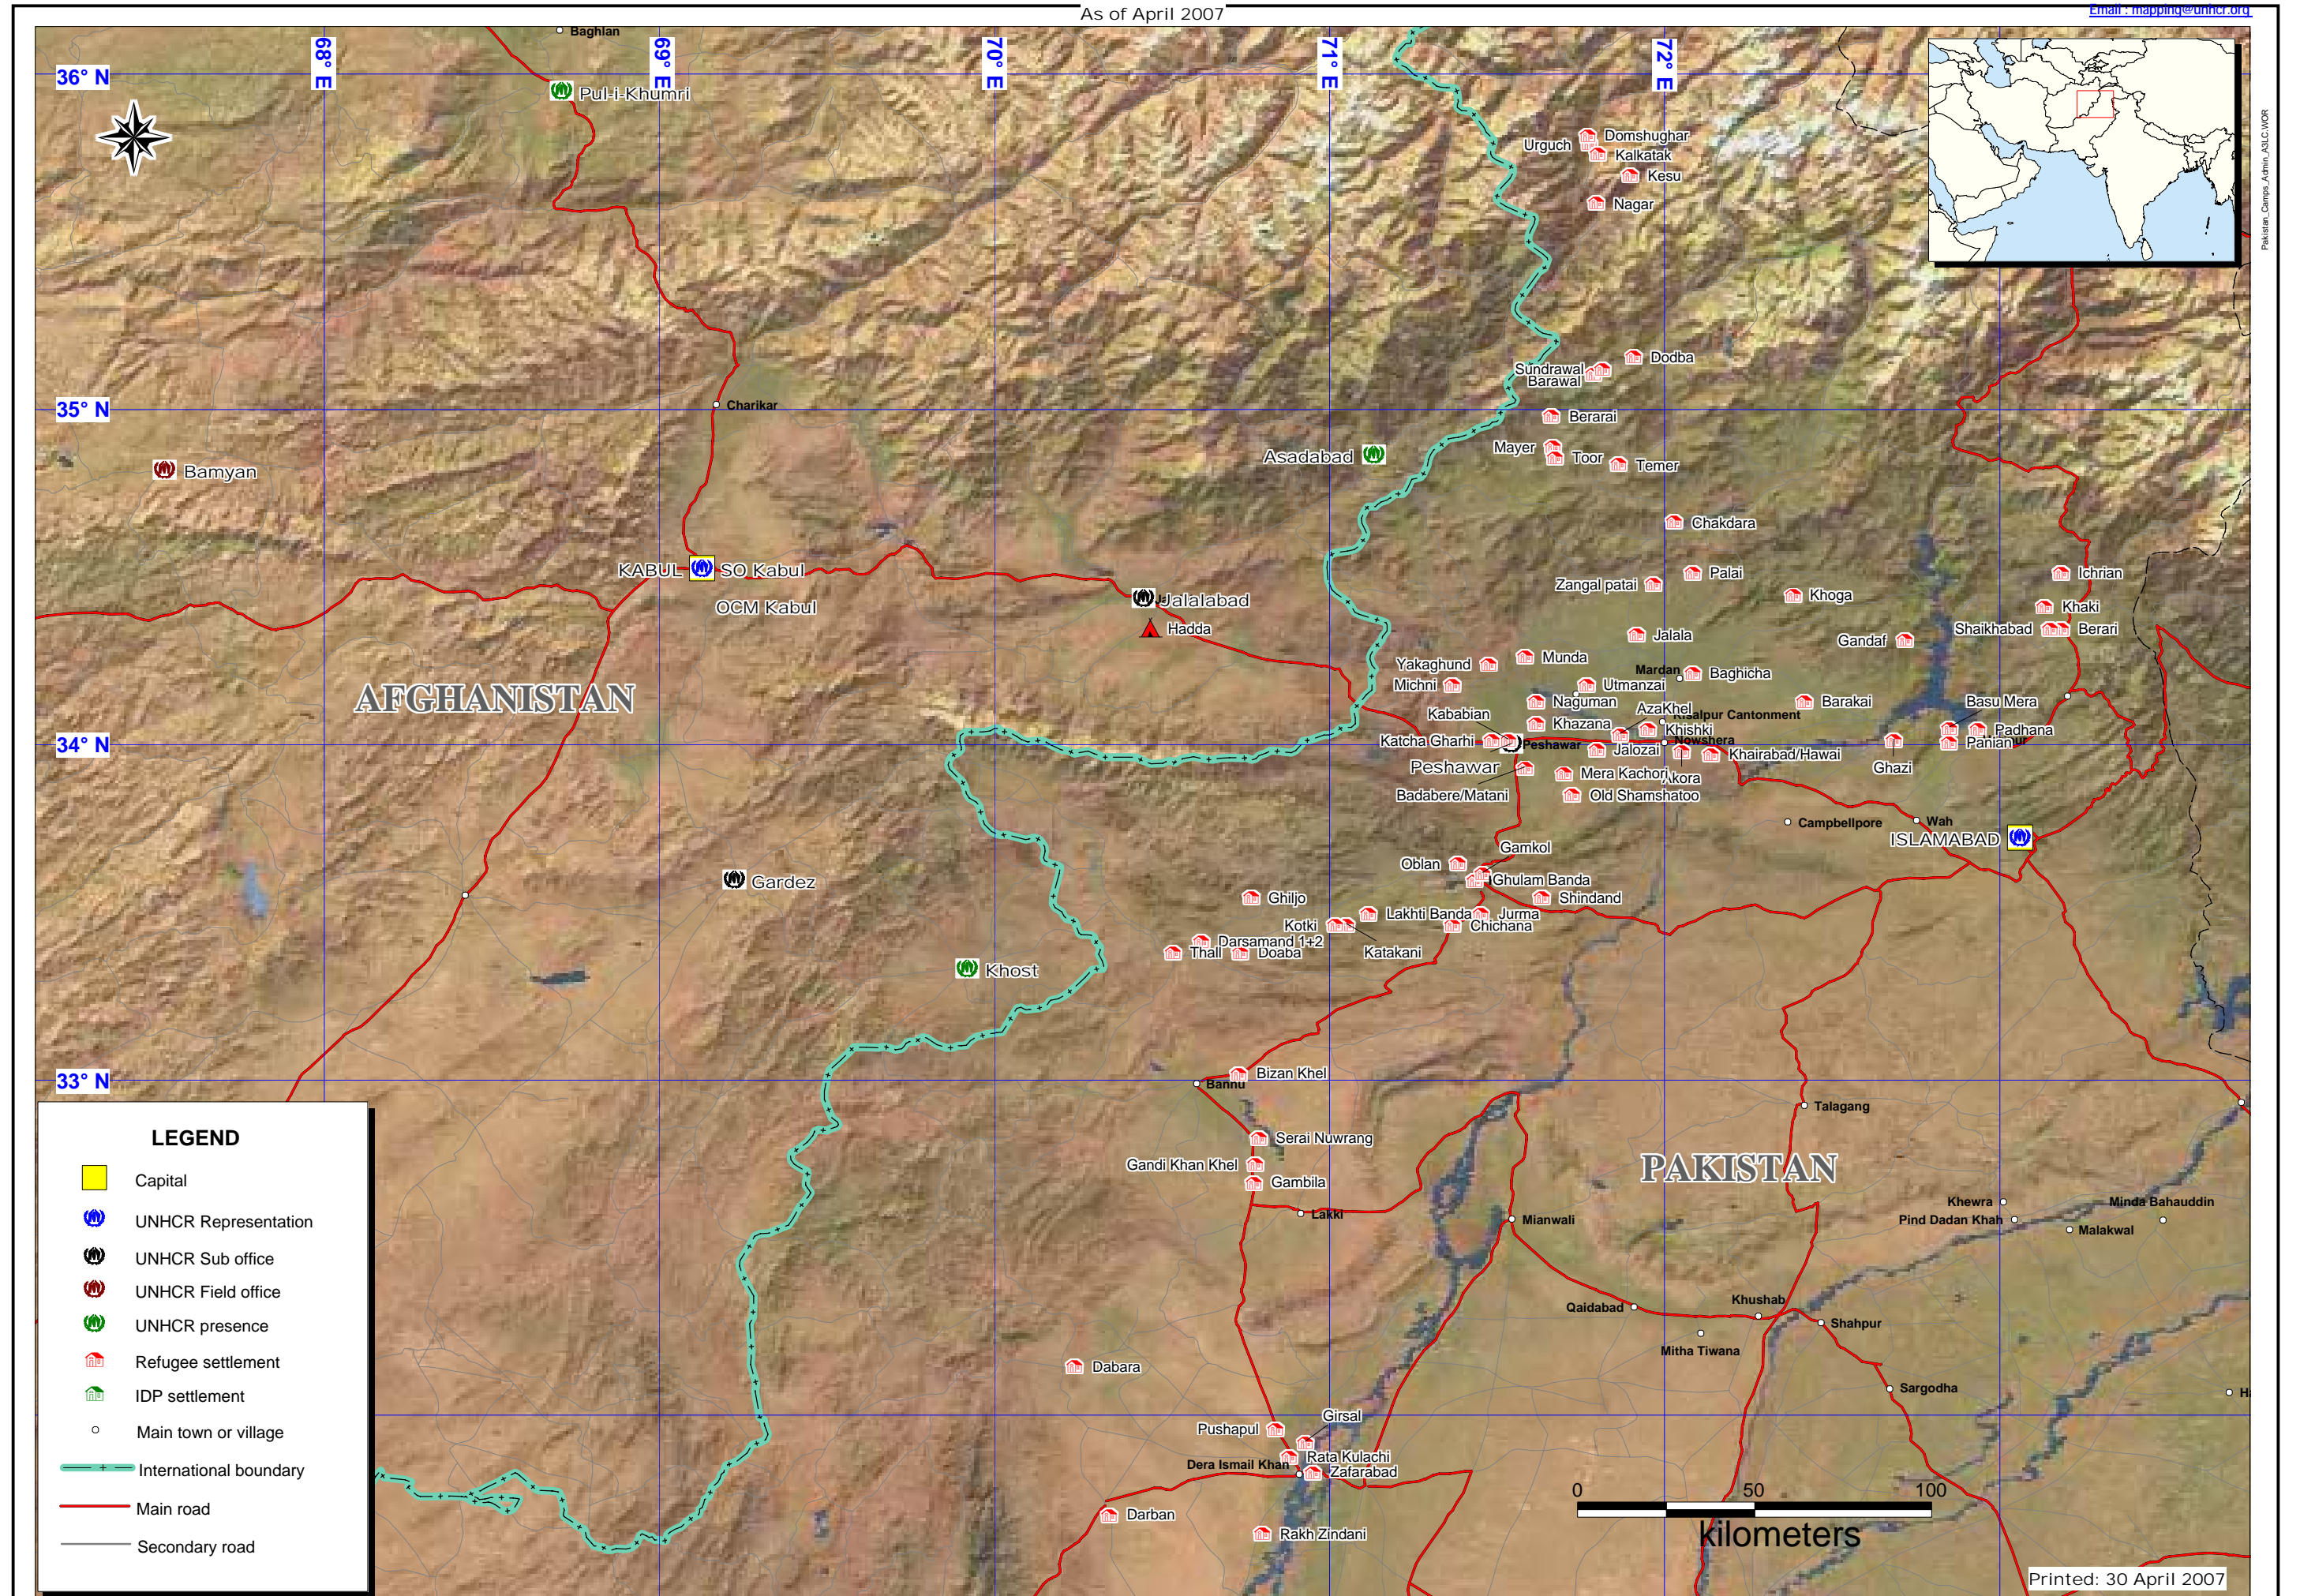 As of April 2007
Email : mapping@unhcr.org
Pakistan_Camps_Admin_A3LC.WOR
68° E
69° E
70° E
71° E
72° E
36° N
35° N
34° N
33° N
Baghlan
Pul-i-Khumri
Domshughar
Urguch
Kalkatak
Kesu
Nagar
Dodba
Sundrawal
Barawal
Charikar
Berarai
Mayer
Asadabad
Toor
Temer
Bamyan
Chakdara
KABUL
SO Kabul
OCM Kabul
Palai
Ichrian
Zangal patai
Khoga
Jalalabad
Khaki
Hadda
Shaikhabad
Berari
Jalala
Gandaf
Munda
Yakaghund
Mardan
Baghicha
Michni
Utmanzai
AFGHANISTAN
Naguman
Barakai
Basu Mera
AzaKhel
Kababian
Risalpur Cantonment
Khazana
Khishki
Padhana
Katcha Gharhi
Peshawar
Nowshera
Panian
Jalozai
Khairabad/Hawai
Peshawar
Ghazi
Mera Kachori
Akora
Badabere/Matani
Old Shamshatoo
Campbellpore
Wah
ISLAMABAD
Gamkol
Oblan
Gardez
Ghulam Banda
Ghiljo
Shindand
Lakhti Banda
Jurma
Kotki
Chichana
Darsamand 1+2
Thall
Doaba
Katakani
Khost
Bizan Khel
Bannu
Talagang
Serai Nuwrang
Gandi Khan Khel
PAKISTAN
Gambila
Khewra
Minda Bahauddin
Lakki
Mianwali
Pind Dadan Khah
Malakwal
Khushab
Qaidabad
Shahpur
Mitha Tiwana
Dabara
Sargodha
Girsal
Pushapul
Rata Kulachi
Dera Ismail Khan
Zafarabad
Darban
Rakh Zindani
LEGEND
Capital
UNHCR Representation
UNHCR Sub office
UNHCR Field office
UNHCR presence
Refugee settlement
IDP settlement
Main town or village
International boundary
Main road
Secondary road
0 50 100
kilometers
Printed: 30 April 2007